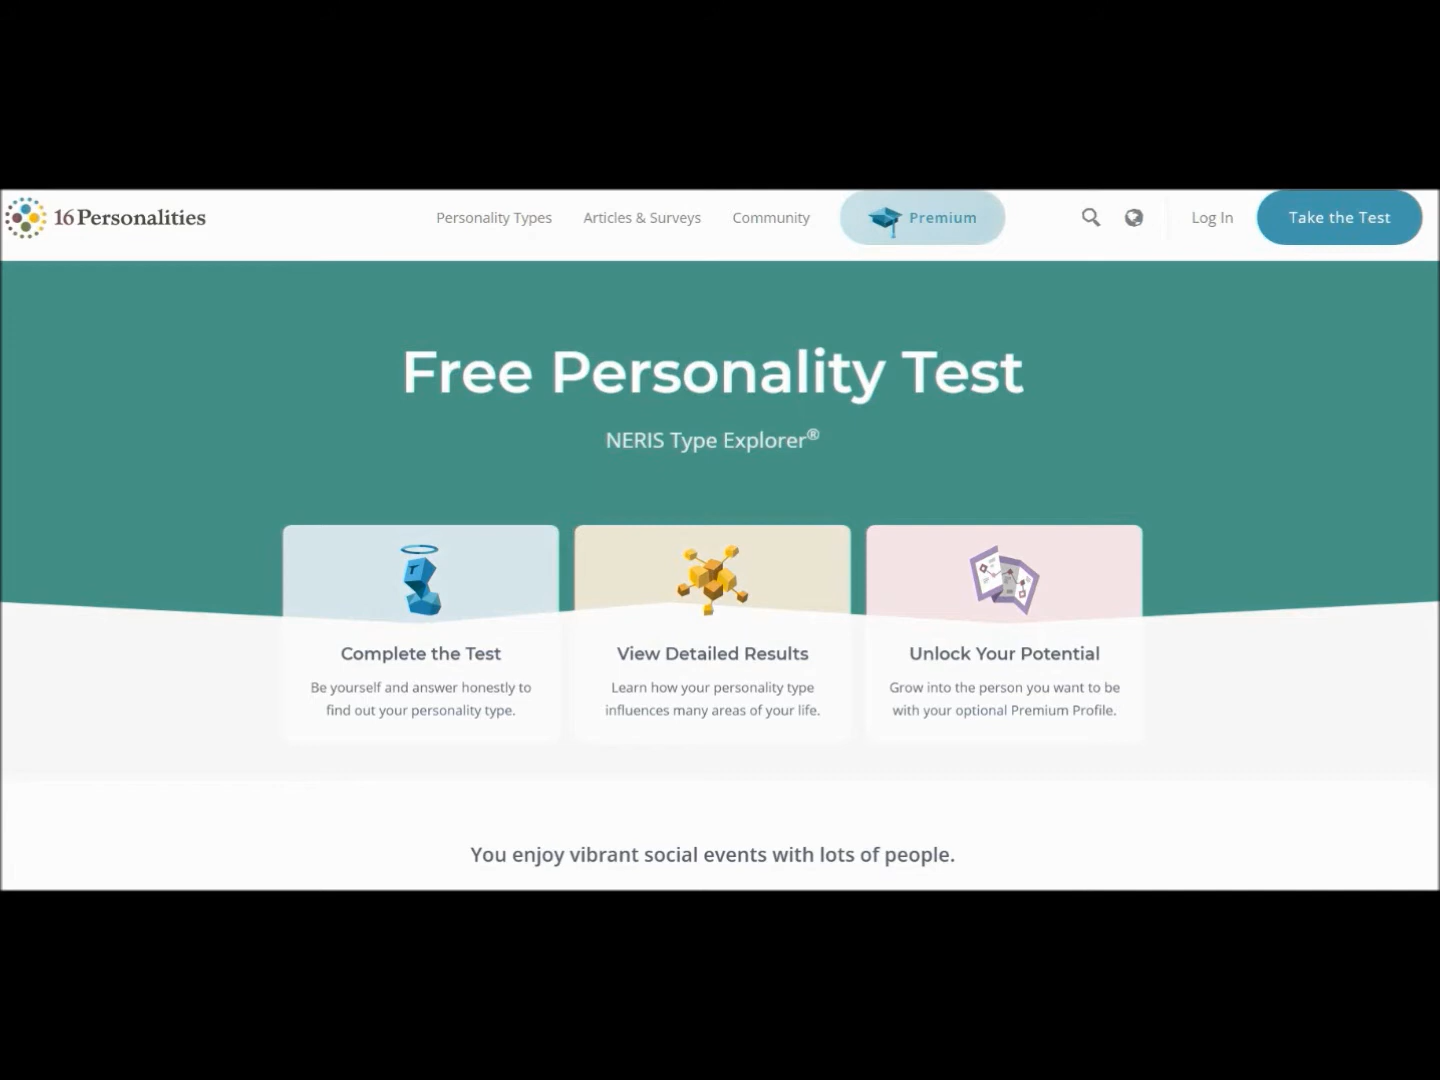 16Personalities
Personality Types
Articles & Surveys
Community
Premium
Log In
Take the Test
Free Personality Test
NERIS Type Explorer®
T
Complete the Test
Be yourself and answer honestly to
find out your personality type.
View Detailed Results
Learn how your personality type
influences many areas of your life.
Unlock Your Potential
Grow into the person you want to be
with your optional Premium Profile.
You enjoy vibrant social events with lots of people.